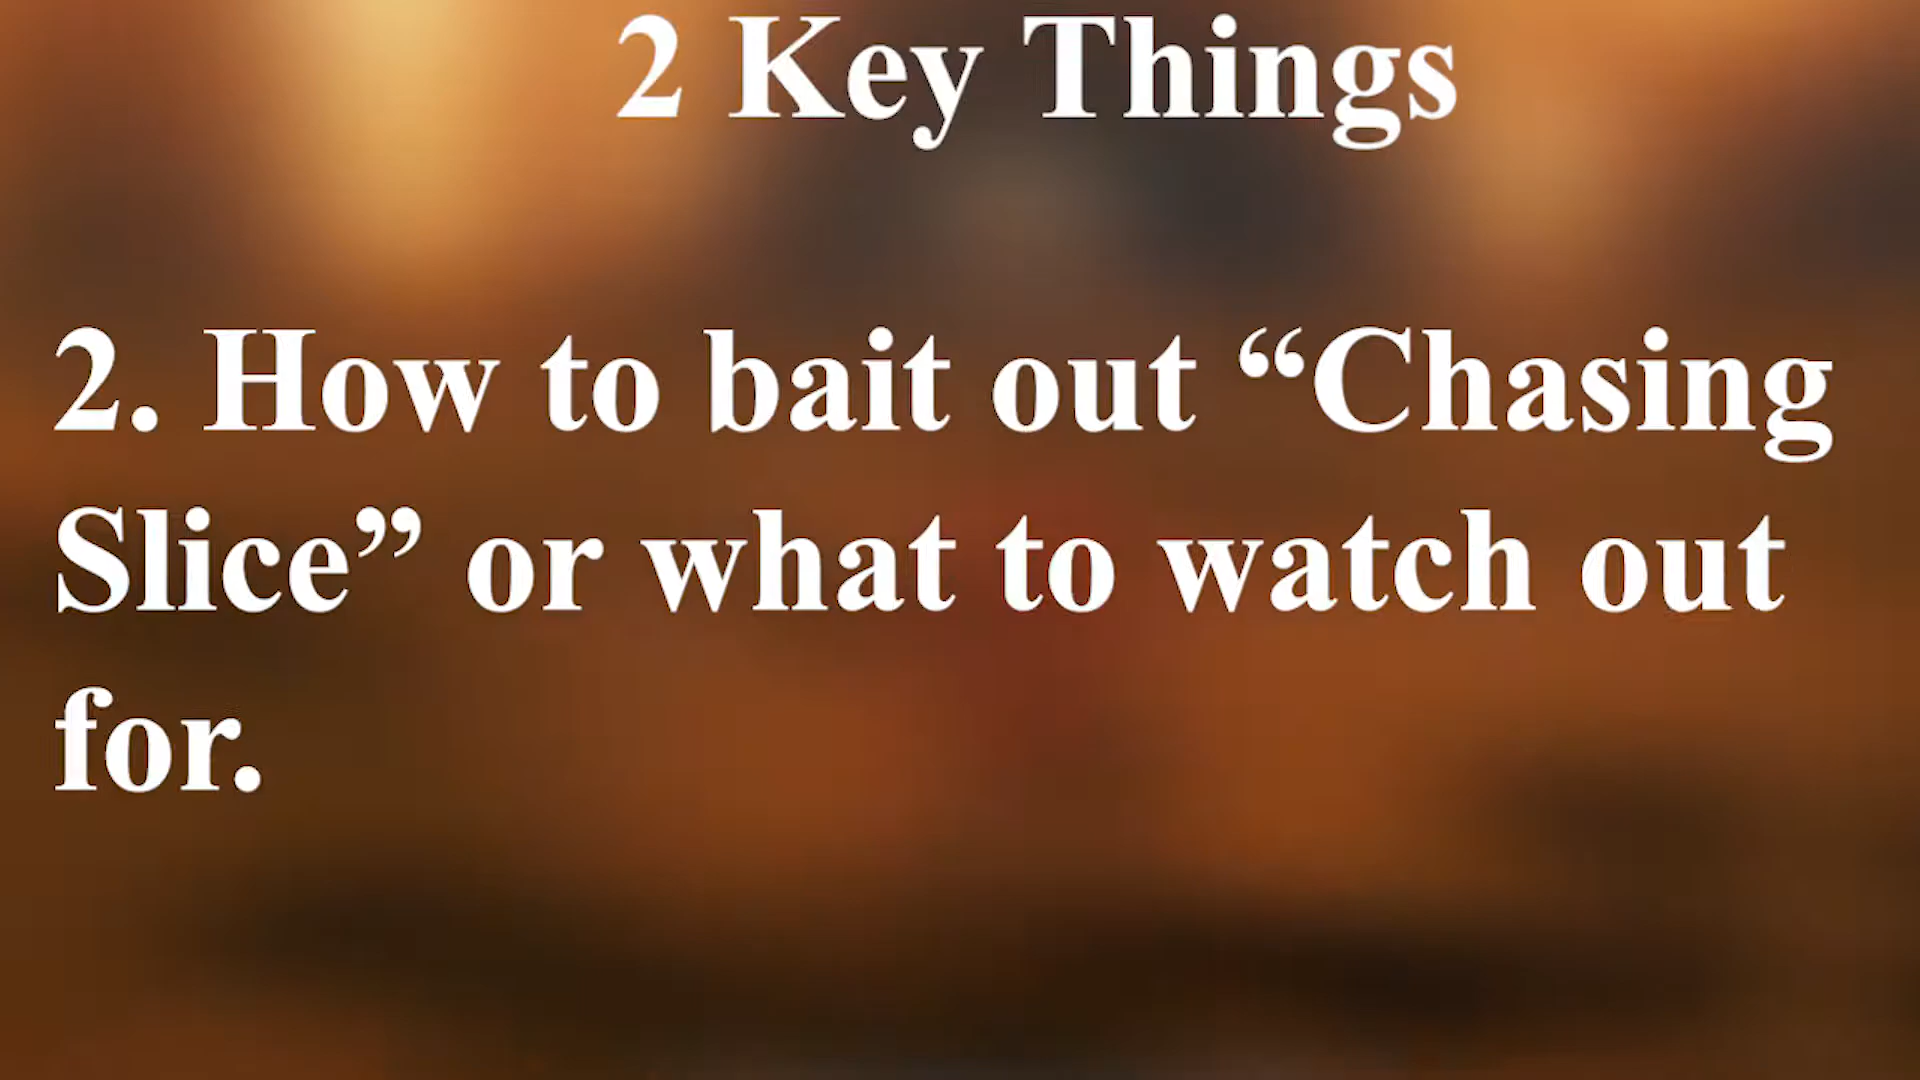 2 Key Things
2. How to bait out “Chasing
Slice” or what to watch out
for.